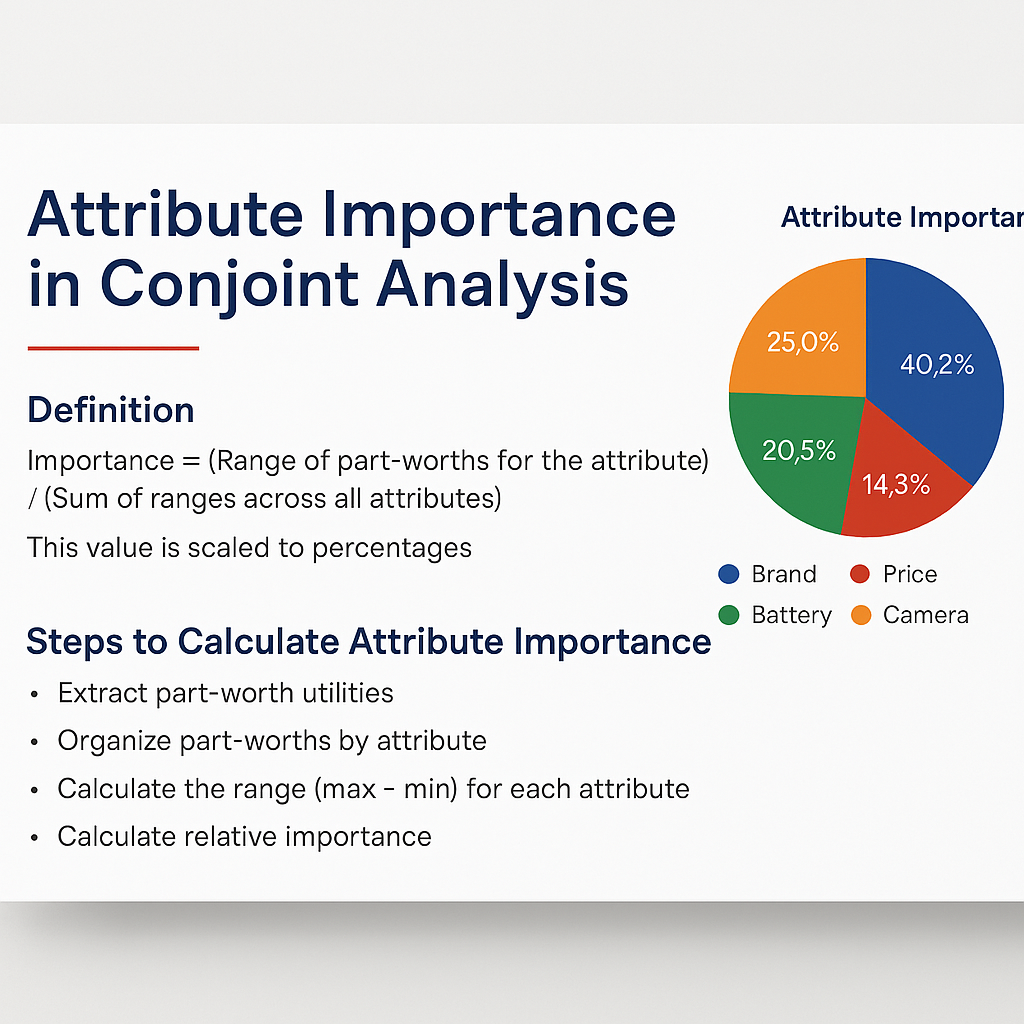 Attribute Importance
in Conjoint Analysis
Definition
Importance = (Range of part-worths for the attribute)
/ (Sum of ranges across all attributes)
This value is scaled to percentages
Steps to Calculate Attribute Importance
• Extract part-worth utilities
• Organize part-worths by attribute
• Calculate the range (max – min) for each attribute
• Calculate relative importance
Attribute Importan
25,0%
40,2%
20,5%
14,3%
Brand
Price
Battery
Camera